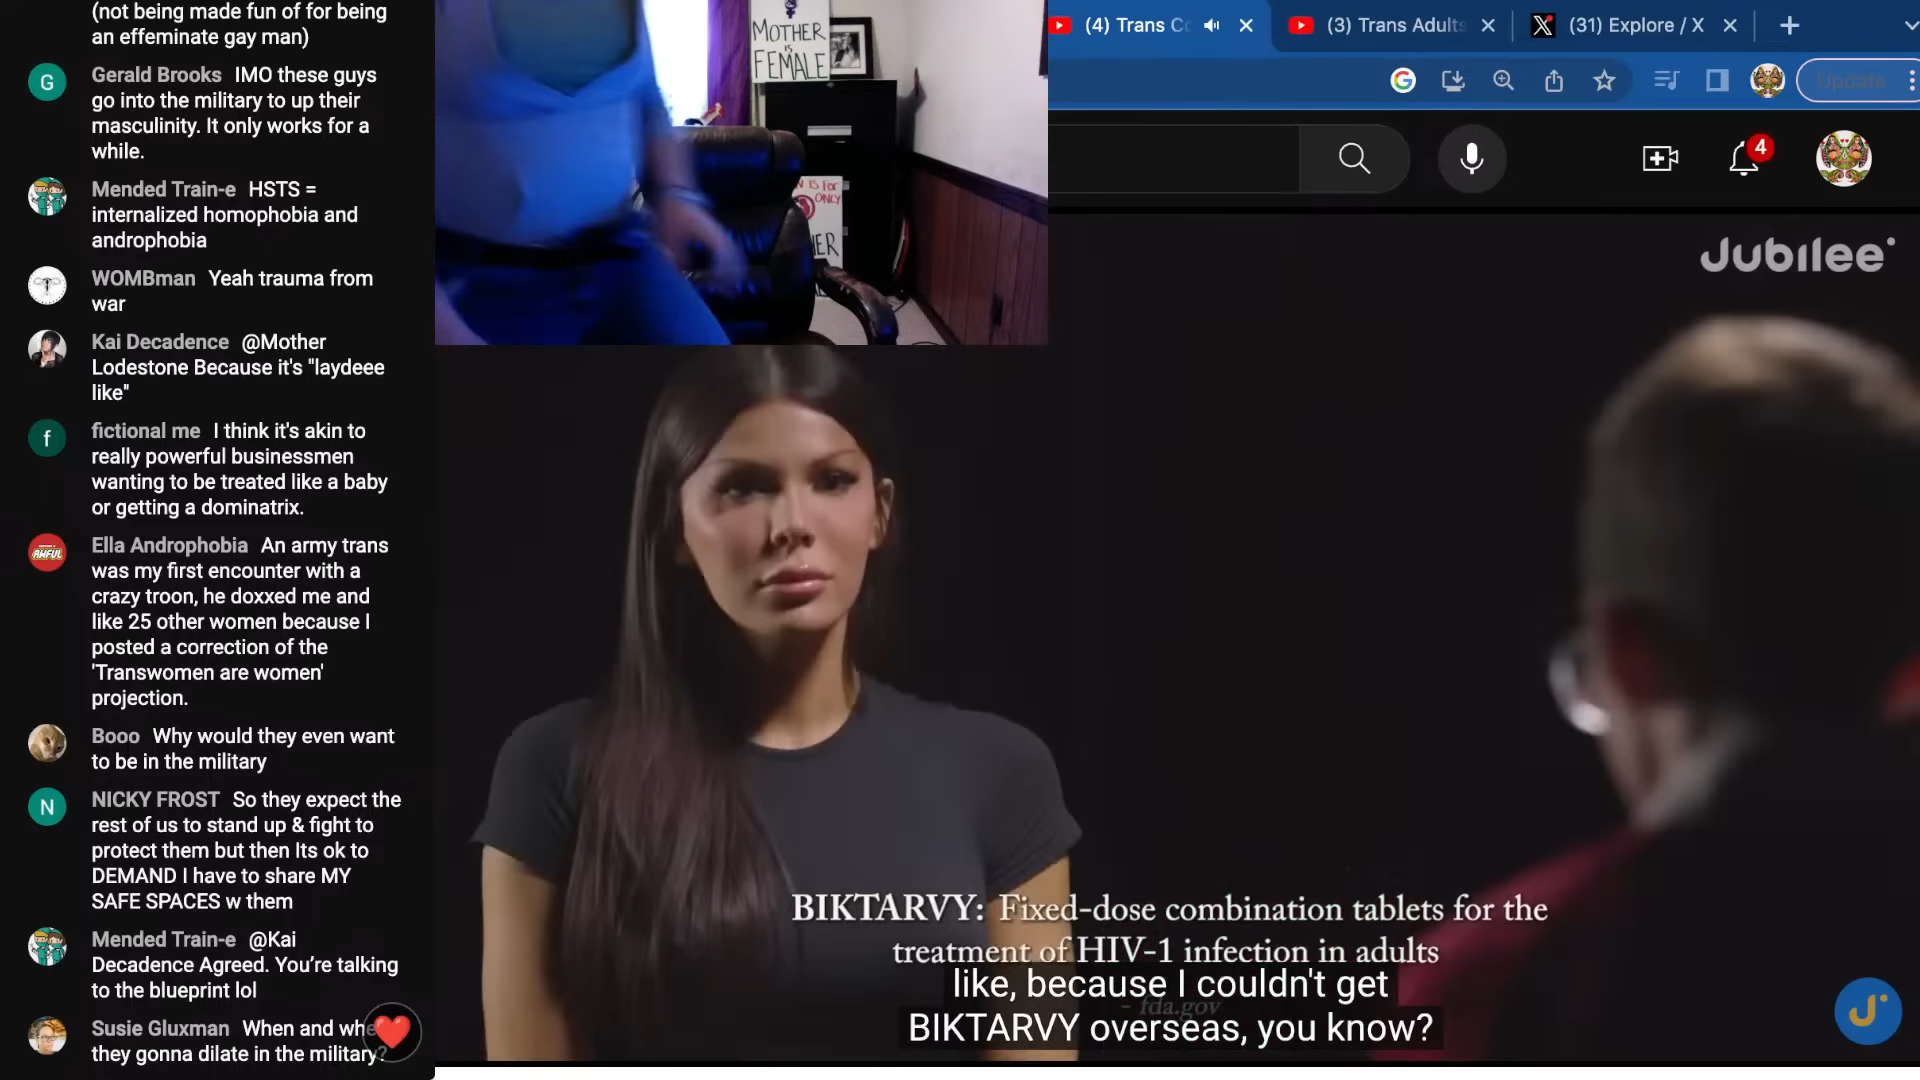 (not being made fun of for being
an effeminate gay man)
G
Gerald Brooks IMO these guys
go into the military to up their
masculinity. It only works for a
while.
Mended Train-e HSTS =
internalized homophobia and
androphobia
WOMBman Yeah trauma from
war
Kai Decadence @Mother
Lodestone Because it's "laydeee
like"
f
fictional me I think it's akin to
really powerful businessmen
wanting to be treated like a baby
or getting a dominatrix.
AWFUL
Ella Androphobia An army trans
was my first encounter with a
crazy troon, he doxxed me and
like 25 other women because I
posted a correction of the
'Transwomen are women'
projection.
Booo Why would they even want
to be in the military
N
NICKY FROST So they expect the
rest of us to stand up & fight to
protect them but then Its ok to
DEMAND I have to share MY
SAFE SPACES w them
Mended Train-e @Kai
Decadence Agreed. You're talking
to the blueprint lol
Susie Gluxman When and whe
they gonna dilate in the military?
MOTHER
IS
FEMALE
IS FOR
ONLY
HER
(4) Trans Co
(3) Trans Adults
(31) Explore / X
Update
4
Jubilee
BIKTARVY: Fixed-dose combination tablets for the
treatment of HIV-1 infection in adults
- fda.gov
like, because I couldn't get
BIKTARVY overseas, you know?
J